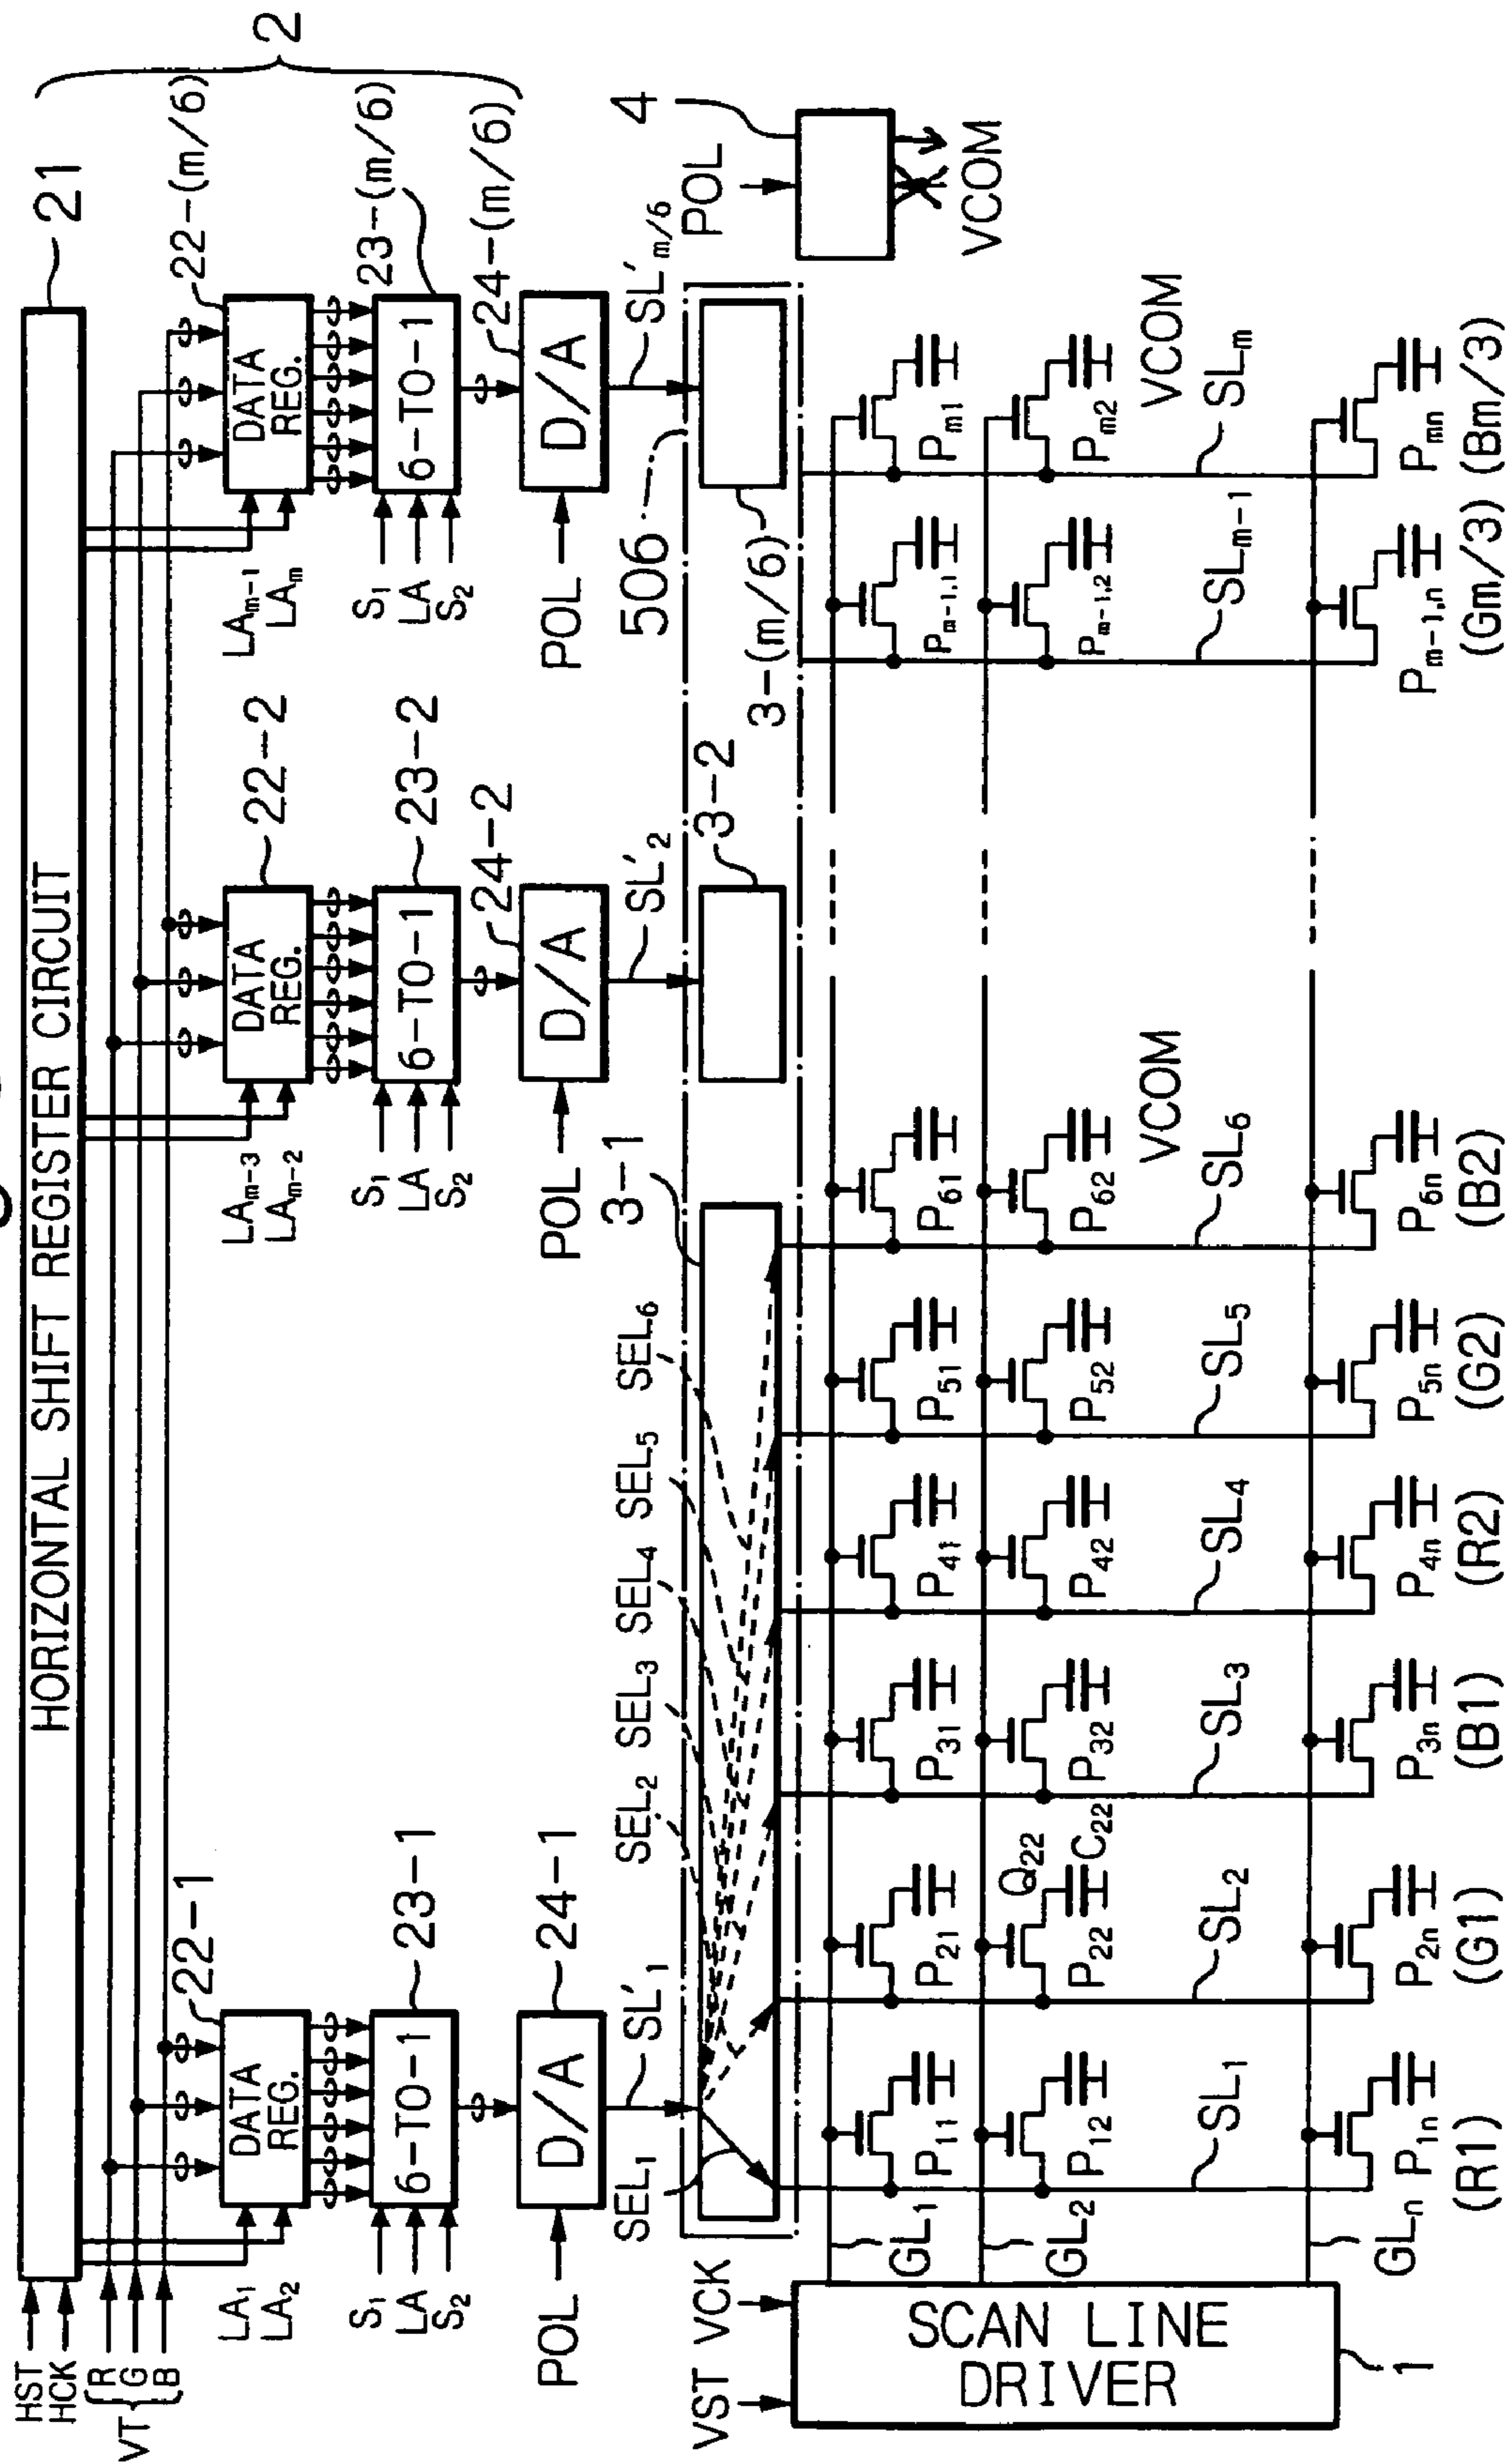 HORIZONTAL SHIFT REGISTER CIRCUIT
21
2
HST
HCK
VT { R
G
B
22-1
22-2
22-(m/6)
LA₁
LA₂
DATA
REG.
LAₘ₋₃
LAₘ₋₂
DATA
REG.
LAₘ₋₁
LAₘ
DATA
REG.
S₁
LA
S₂
6-TO-1
23-1
S₁
LA
S₂
6-TO-1
23-2
S₁
LA
S₂
6-TO-1
23-(m/6)
POL
D/A
24-1
POL
D/A
24-2
POL
D/A
24-(m/6)
SL'₁
SL'₂
SL'ₘ/₆
SEL₁
SEL₂
SEL₃
SEL₄
SEL₅
SEL₆
3-1
3-2
3-(m/6)
506
POL
4
VCOM
VST
VCK
SCAN LINE
DRIVER
1
GL₁
P₁₁
P₂₁
P₃₁
P₄₁
P₅₁
P₆₁
Pₘ₋₁,₁
Pₘ₁
GL₂
P₁₂
P₂₂
Q₂₂
C₂₂
P₃₂
P₄₂
P₅₂
P₆₂
Pₘ₋₁,₂
Pₘ₂
SL₁
SL₂
SL₃
SL₄
SL₅
SL₆
VCOM
SLₘ₋₁
SLₘ
VCOM
GLₙ
P₁ₙ
P₂ₙ
P₃ₙ
P₄ₙ
P₅ₙ
P₆ₙ
Pₘ₋₁,ₙ
Pₘₙ
(R1)
(G1)
(B1)
(R2)
(G2)
(B2)
(Gm/3)
(Bm/3)